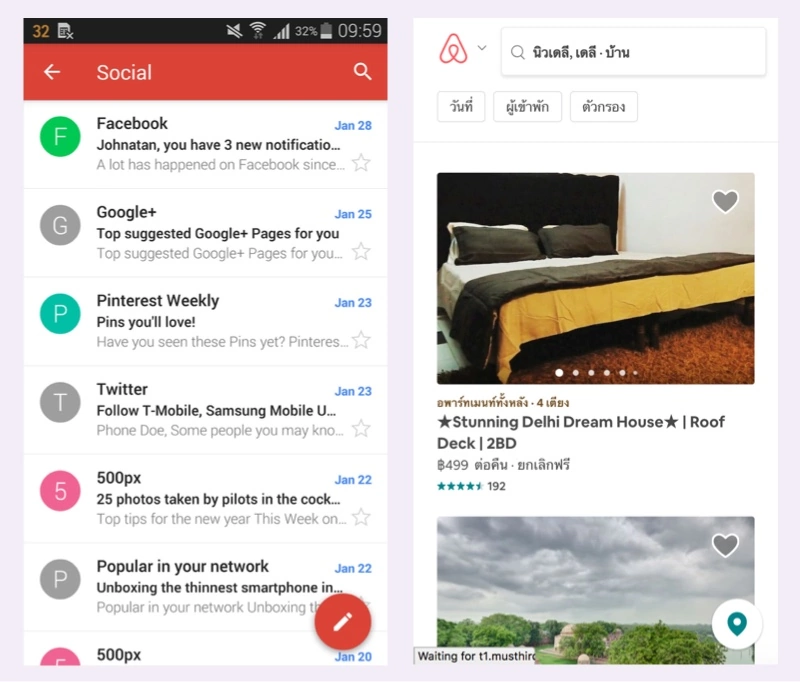 32
32%
09:59
Social
F
Facebook
Jan 28
Johnatan, you have 3 new notificatio...
A lot has happened on Facebook since...
G
Google+
Jan 25
Top suggested Google+ Pages for you
Top suggested Google+ Pages for you...
P
Pinterest Weekly
Jan 23
Pins you'll love!
Have you seen these Pins yet? Pinteres...
T
Twitter
Jan 23
Follow T-Mobile, Samsung Mobile U...
Phone Doe, Some people you may kno...
5
500px
Jan 22
25 photos taken by pilots in the cock...
Top tips for the new year This Week on...
P
Popular in your network
Jan 22
Unboxing the thinnest smartphone in...
Popular in your network Unboxing th
500px
Jan 20
นิวเดลี, เดลี · บ้าน
วันที่
ผู้เข้าพัก
ตัวกรอง
อพาร์ทเมนท์ทั้งหลัง · 4 เตียง
★Stunning Delhi Dream House★ | Roof
Deck | 2BD
฿499 ต่อคืน · ยกเลิกฟรี
192
Waiting for t1.musthird